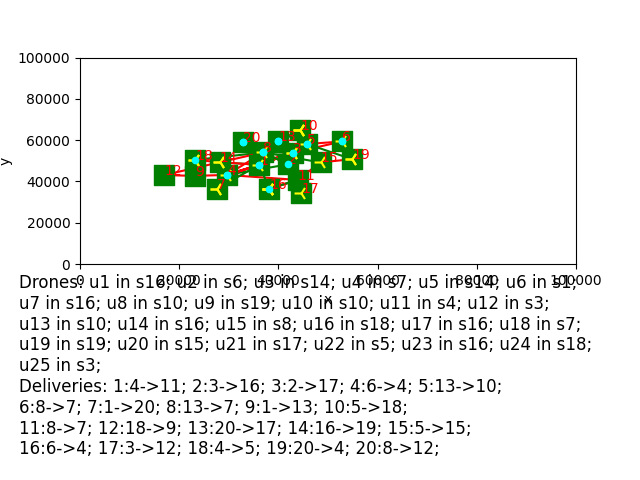 100000
80000
60000
40000
20000
0
y
0 20000 40000 60000 80000 100000
x
Drones: u1 in s16; u2 in s6; u3 in s14; u4 in s7; u5 in s14; u6 in s1;
u7 in s16; u8 in s10; u9 in s19; u10 in s10; u11 in s4; u12 in s3;
u13 in s10; u14 in s16; u15 in s8; u16 in s18; u17 in s16; u18 in s7;
u19 in s19; u20 in s15; u21 in s17; u22 in s5; u23 in s16; u24 in s18;
u25 in s3;
Deliveries: 1:4->11; 2:3->16; 3:2->17; 4:6->4; 5:13->10;
6:8->7; 7:1->20; 8:13->7; 9:1->13; 10:5->18;
11:8->7; 12:18->9; 13:20->17; 14:16->19; 15:5->15;
16:6->4; 17:3->12; 18:4->5; 19:20->4; 20:8->12;